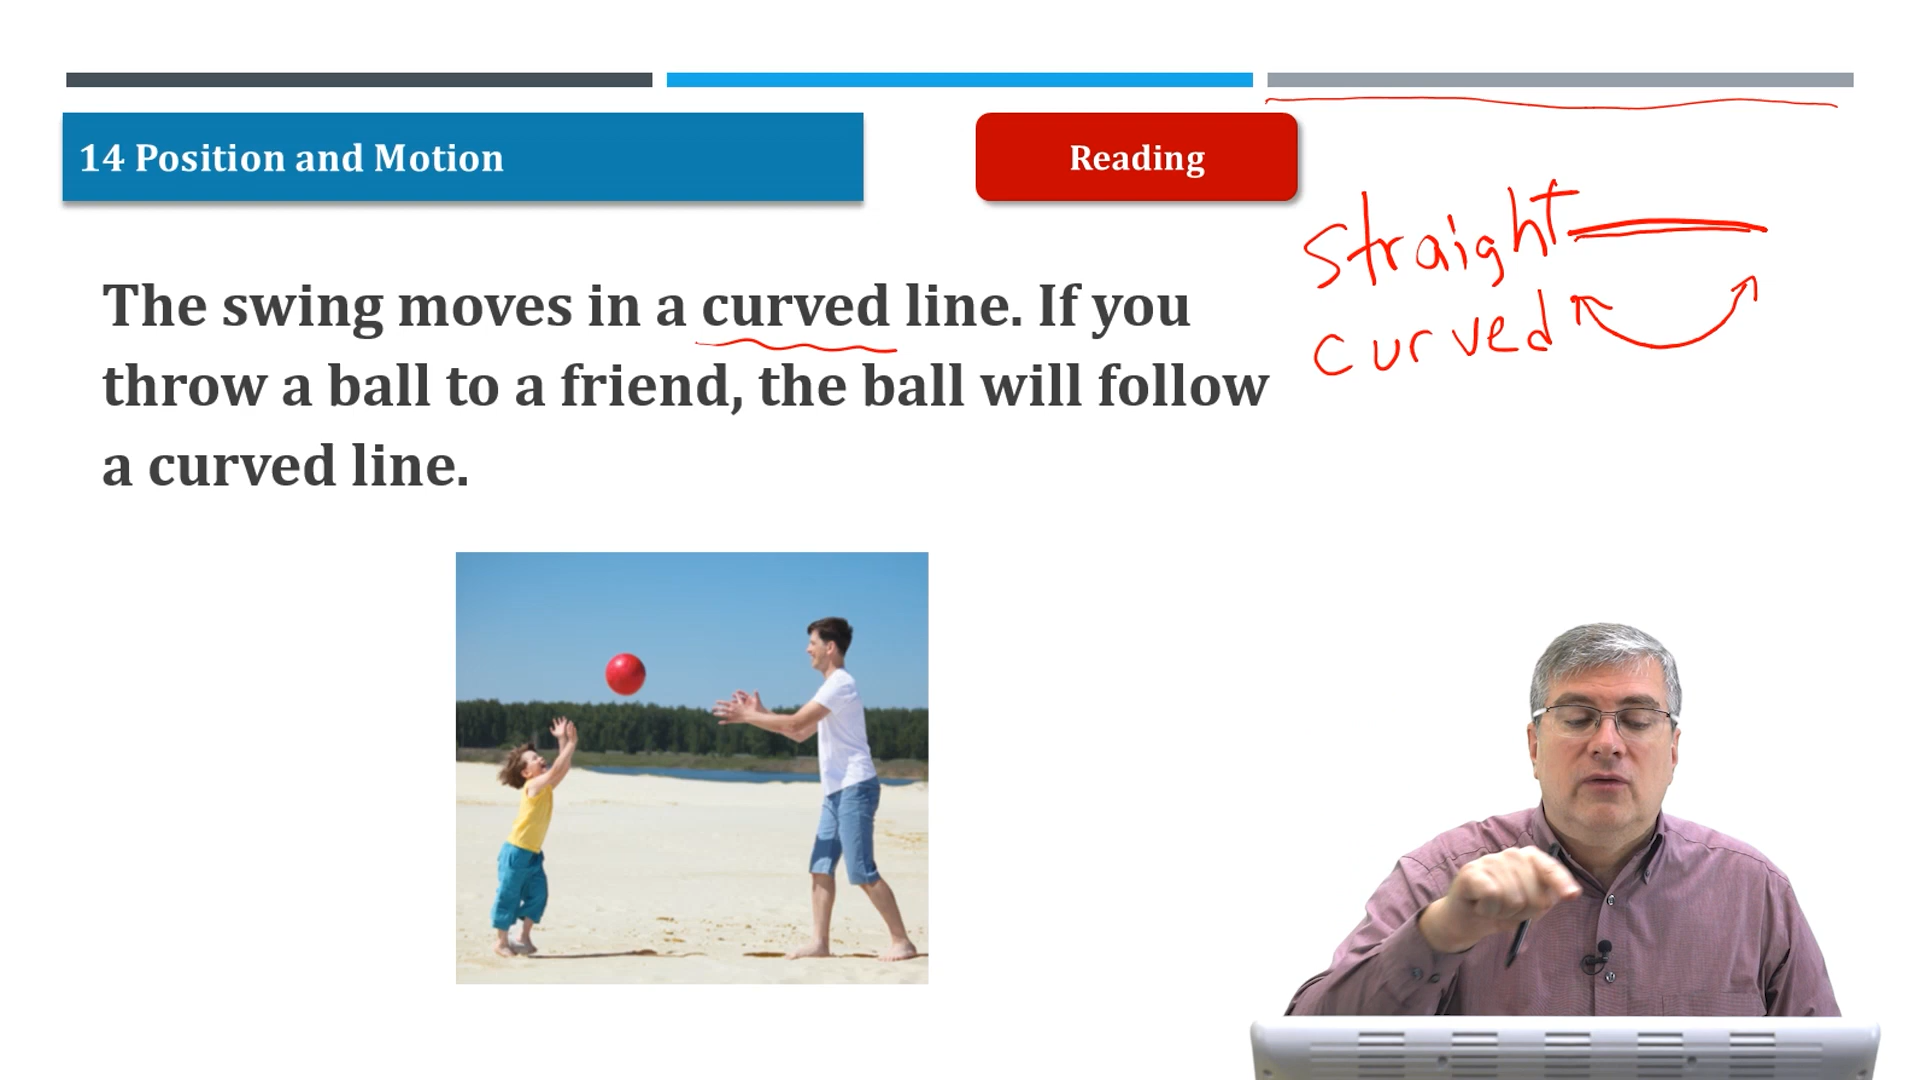 14 Position and Motion
Reading
Straight
curved
The swing moves in a curved line. If you
throw a ball to a friend, the ball will follow
a curved line.